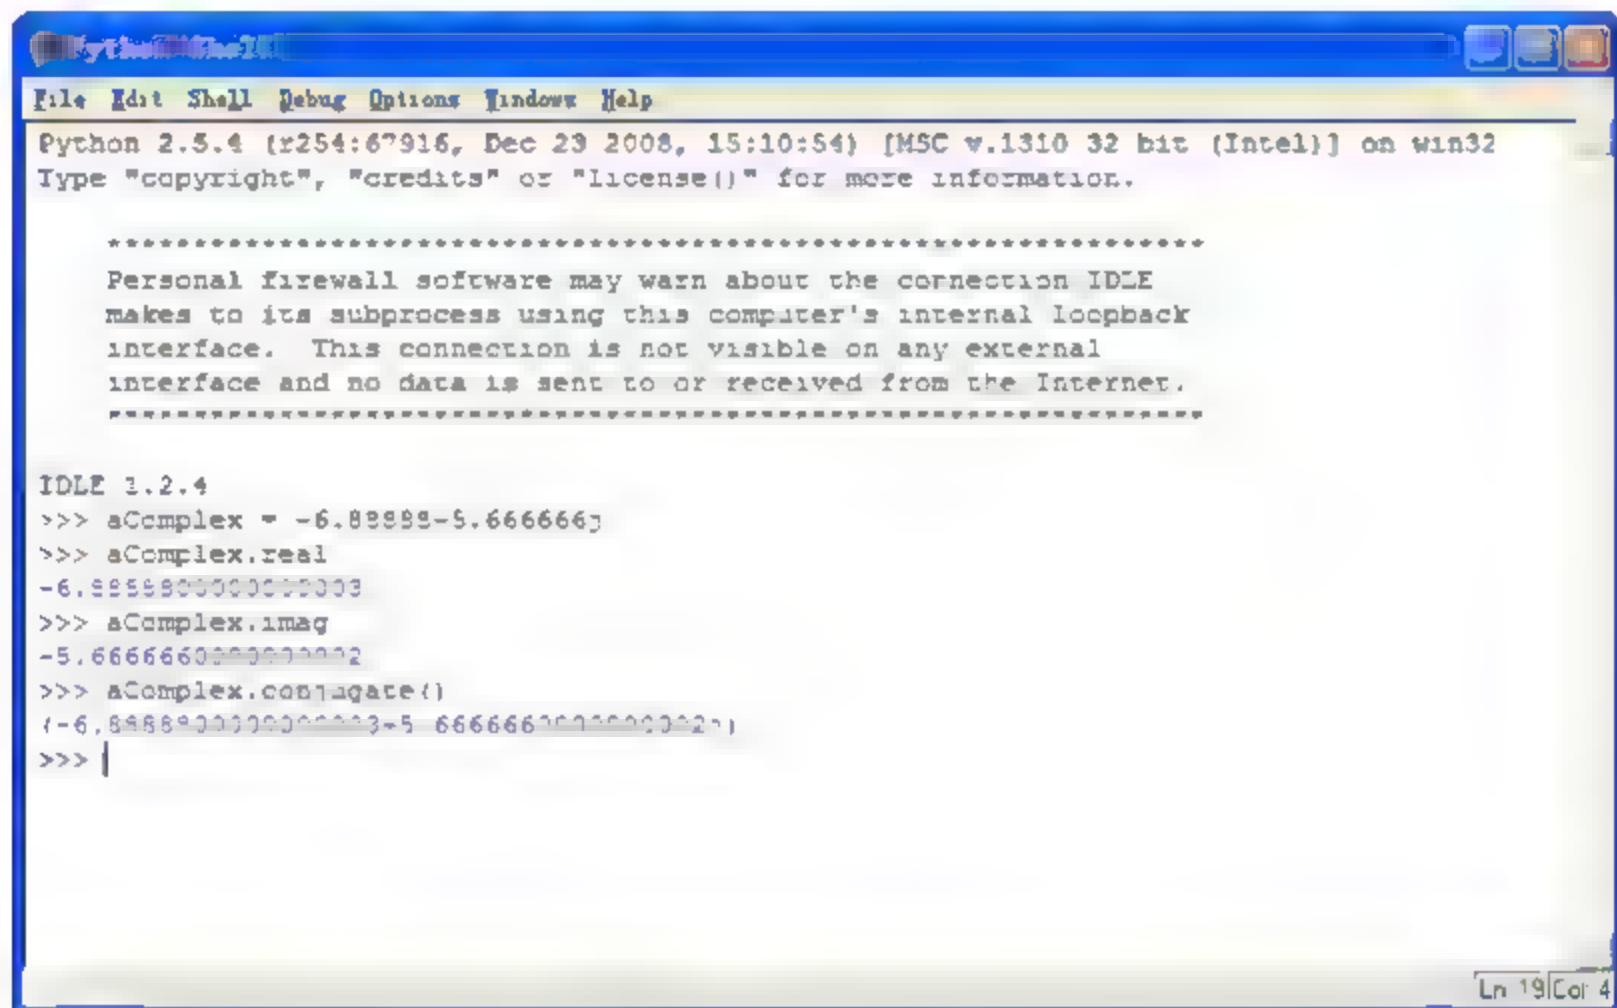 Python Shell
File Edit Shell Debug Options Windows Help
Python 2.5.4 (r254:67916, Dec 23 2008, 15:10:54) [MSC v.1310 32 bit (Intel)] on win32
Type "copyright", "credits" or "license()" for more information.
****************************************************************
Personal firewall software may warn about the connection IDLE
makes to its subprocess using this computer's internal loopback
interface.  This connection is not visible on any external
interface and no data is sent to or received from the Internet.
****************************************************************
IDLE 1.2.4
>>> aComplex = -6.88888-5.666666j
>>> aComplex.real
>>> aComplex.imag
>>> aComplex.conjugate()
>>>
Ln 19 Col 4